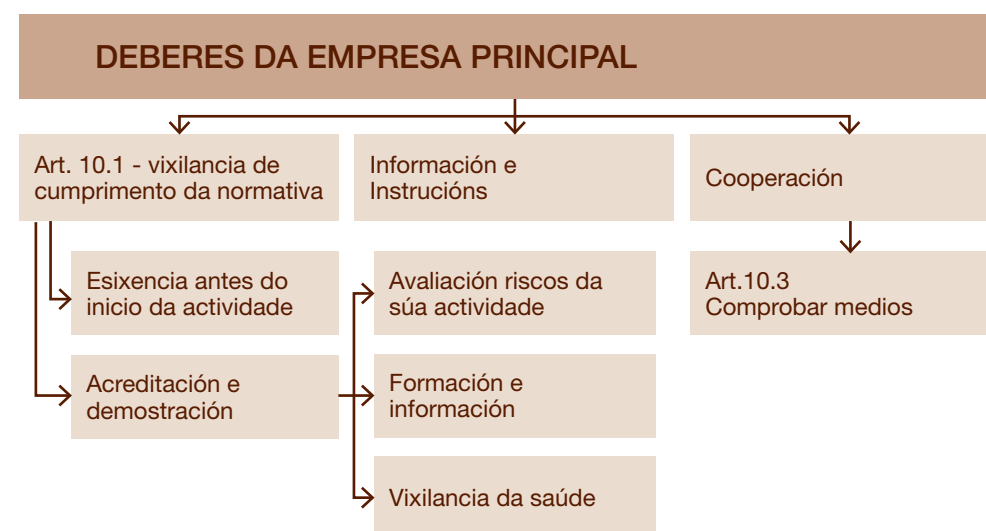 DEBERES DA EMPRESA PRINCIPAL
Art. 10.1 - vixilancia de
cumprimento da normativa
Información e
Instrucións
Cooperación
Esixencia antes do
inicio da actividade
Avaliación riscos da
súa actividade
Art.10.3
Comprobar medios
Acreditación e
demostración
Formación e
información
Vixilancia da saúde